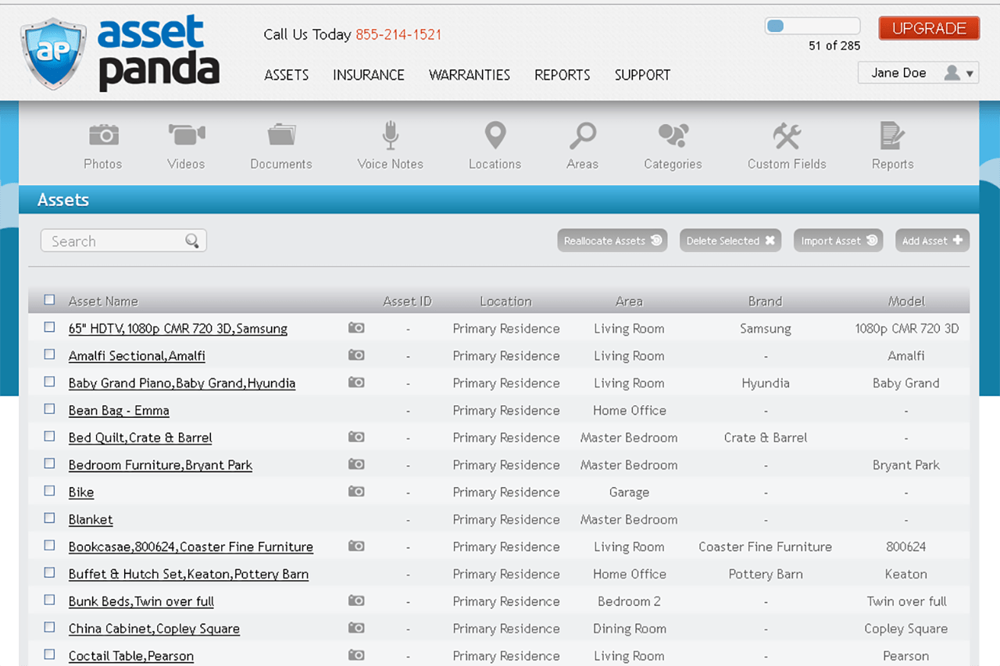 ap
asset
panda
Call Us Today 855-214-1521
51 of 285
UPGRADE
ASSETS INSURANCE WARRANTIES REPORTS SUPPORT
Jane Doe
Photos Videos Documents Voice Notes Locations Areas Categories Custom Fields Reports
Assets
Search Reallocate Assets Delete Selected Import Asset Add Asset
Asset Name Asset ID Location Area Brand Model
65" HDTV,1080p CMR 720 3D,Samsung - Primary Residence Living Room Samsung 1080p CMR 720 3D
Amalfi Sectional,Amalfi - Primary Residence Living Room - Amalfi
Baby Grand Piano,Baby Grand,Hyundia - Primary Residence Living Room Hyundia Baby Grand
Bean Bag - Emma - Primary Residence Home Office - -
Bed Quilt,Crate & Barrel - Primary Residence Master Bedroom Crate & Barrel -
Bedroom Furniture,Bryant Park - Primary Residence Master Bedroom - Bryant Park
Bike - Primary Residence Garage - -
Blanket - Primary Residence Master Bedroom - -
Bookcasae,800624,Coaster Fine Furniture - Primary Residence Living Room Coaster Fine Furniture 800624
Buffet & Hutch Set,Keaton,Pottery Barn - Primary Residence Home Office Pottery Barn Keaton
Bunk Beds,Twin over full - Primary Residence Bedroom 2 - Twin over full
China Cabinet,Copley Square - Primary Residence Dining Room - Copley Square
Coctail Table,Pearson - Primary Residence Living Room - Pearson